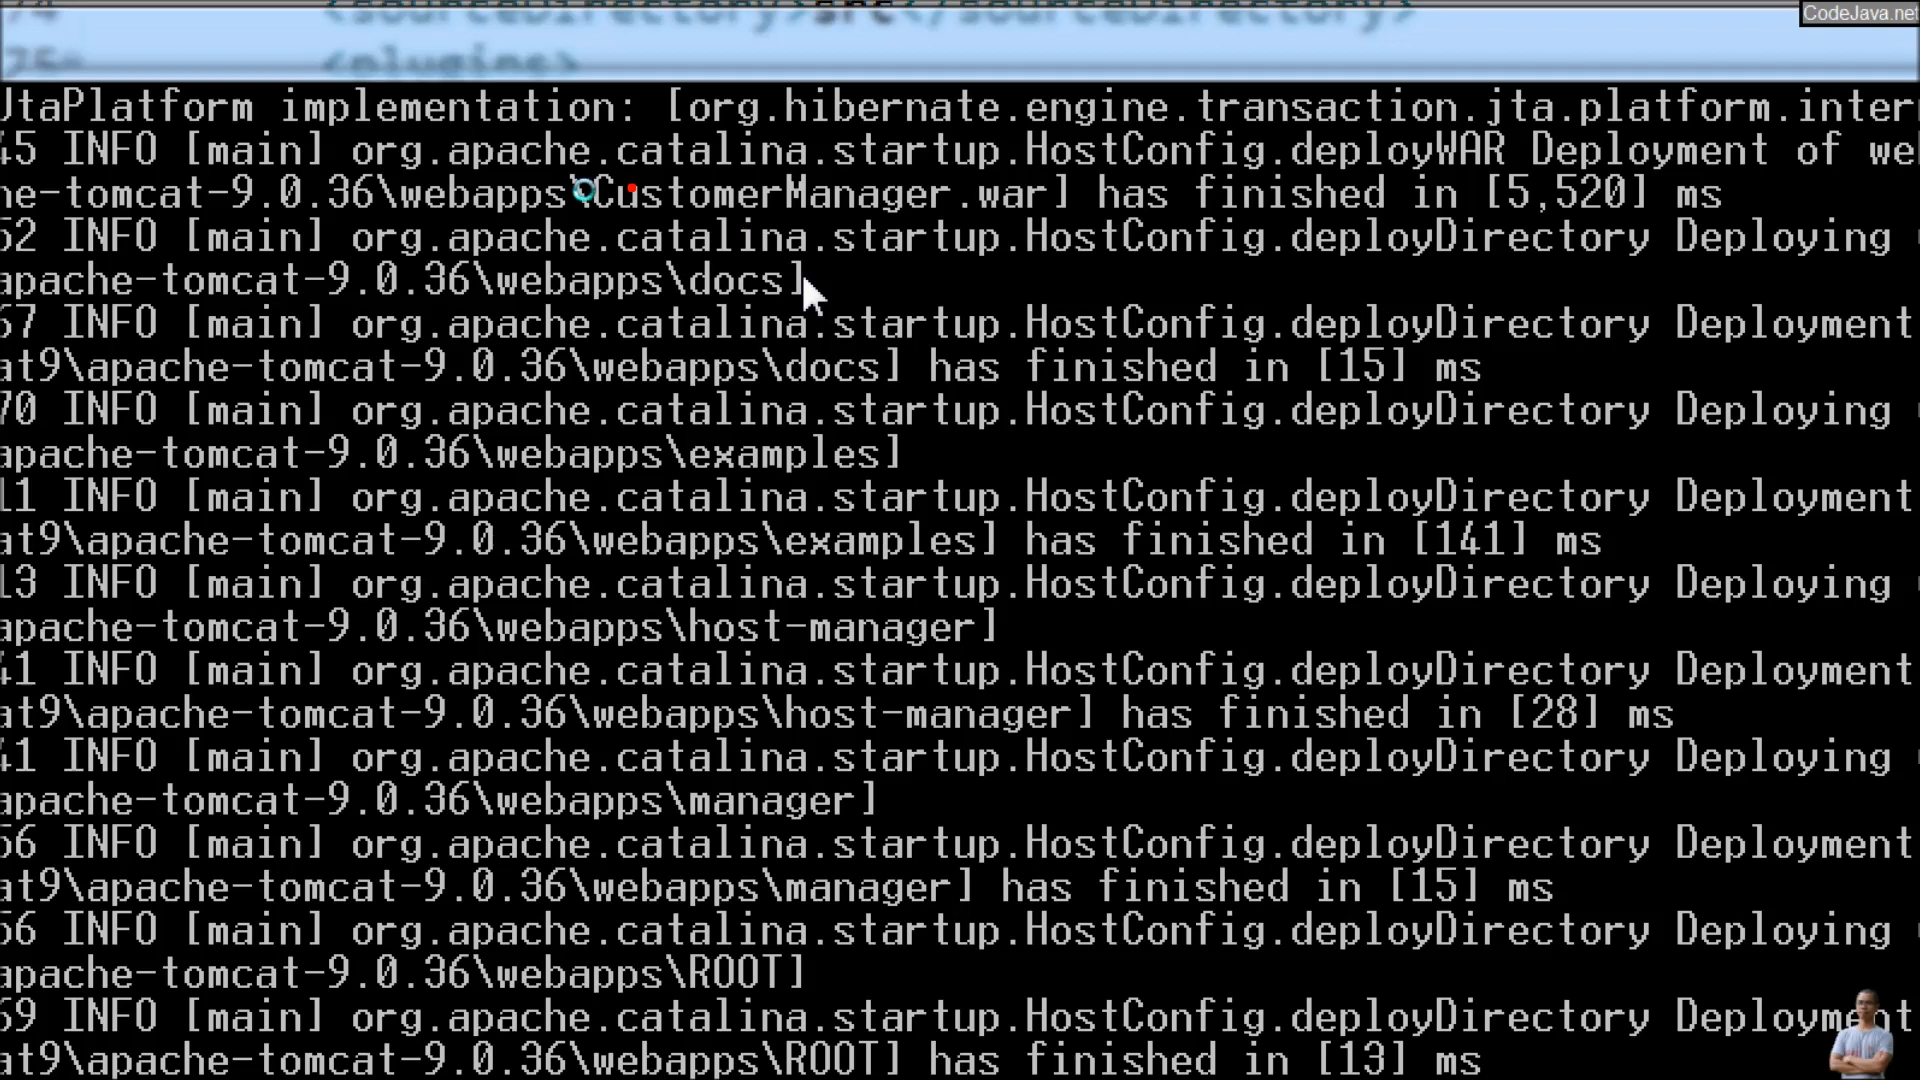 74 <sourceDirectory>src</sourceDirectory>
CodeJava.net
75 <plugins>
JtaPlatform implementation: [org.hibernate.engine.transaction.jta.platform.inter
45 INFO [main] org.apache.catalina.startup.HostConfig.deployWAR Deployment of we
he-tomcat-9.0.36\webapps\CustomerManager.war] has finished in [5,520] ms
52 INFO [main] org.apache.catalina.startup.HostConfig.deployDirectory Deploying
apache-tomcat-9.0.36\webapps\docs]
67 INFO [main] org.apache.catalina.startup.HostConfig.deployDirectory Deployment
at9\apache-tomcat-9.0.36\webapps\docs] has finished in [15] ms
70 INFO [main] org.apache.catalina.startup.HostConfig.deployDirectory Deploying
apache-tomcat-9.0.36\webapps\examples]
11 INFO [main] org.apache.catalina.startup.HostConfig.deployDirectory Deployment
at9\apache-tomcat-9.0.36\webapps\examples] has finished in [141] ms
13 INFO [main] org.apache.catalina.startup.HostConfig.deployDirectory Deploying
apache-tomcat-9.0.36\webapps\host-manager]
41 INFO [main] org.apache.catalina.startup.HostConfig.deployDirectory Deployment
at9\apache-tomcat-9.0.36\webapps\host-manager] has finished in [28] ms
41 INFO [main] org.apache.catalina.startup.HostConfig.deployDirectory Deploying
apache-tomcat-9.0.36\webapps\manager]
56 INFO [main] org.apache.catalina.startup.HostConfig.deployDirectory Deployment
at9\apache-tomcat-9.0.36\webapps\manager] has finished in [15] ms
56 INFO [main] org.apache.catalina.startup.HostConfig.deployDirectory Deploying
apache-tomcat-9.0.36\webapps\ROOT]
69 INFO [main] org.apache.catalina.startup.HostConfig.deployDirectory Deployment
at9\apache-tomcat-9.0.36\webapps\ROOT] has finished in [13] ms